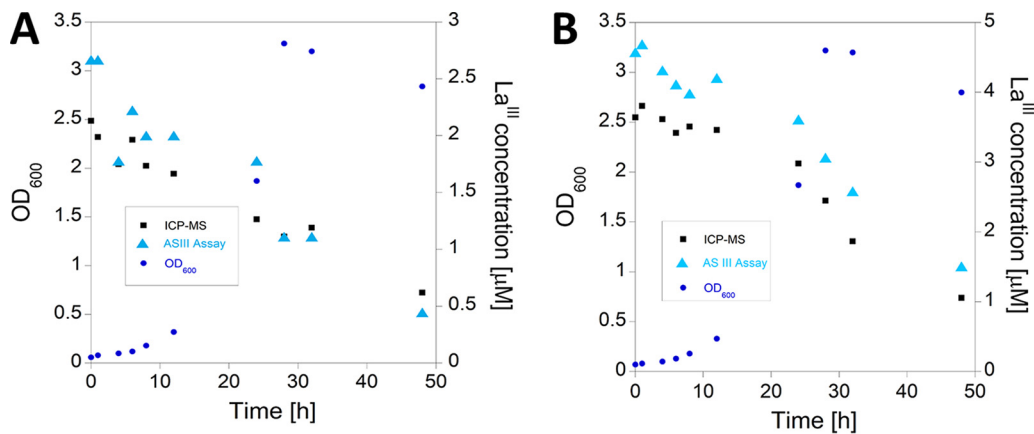 A
3.5
3
2.5
2
1.5
1
0.5
0
OD600
0 10 20 30 40 50
Time [h]
3
2.5
2
1.5
1
0.5
0
LaIII concentration [µM]
ICP-MS
ASIII Assay
OD600
B
3.5
3
2.5
2
1.5
1
0.5
0
OD600
0 10 20 30 40 50
Time [h]
5
4
3
2
1
0
LaIII concentration [µM]
ICP-MS
AS III Assay
OD600